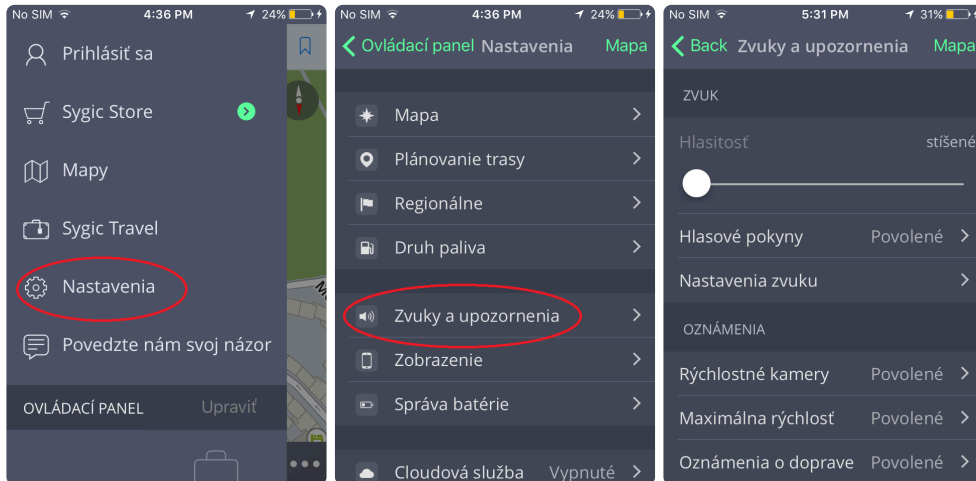 No SIM 4:36 PM 24%
Prihlásiť sa
Sygic Store
Mapy
Sygic Travel
Nastavenia
Povedzte nám svoj názor
OVLÁDACÍ PANEL Upraviť
No SIM 4:36 PM 24%
Ovládací panel Nastavenia Mapa
Mapa
Plánovanie trasy
Regionálne
Druh paliva
Zvuky a upozornenia
Zobrazenie
Správa batérie
Cloudová služba Vypnuté
No SIM 5:31 PM 31%
Back Zvuky a upozornenia Mapa
ZVUK
Hlasitosť stíšené
Hlasové pokyny Povolené
Nastavenia zvuku
OZNÁMENIA
Rýchlostné kamery Povolené
Maximálna rýchlosť Povolené
Oznámenia o doprave Povolené